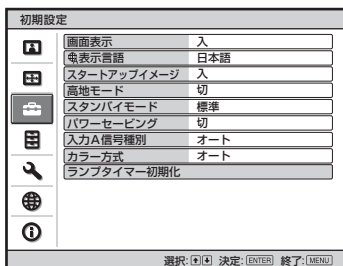 初期設定
画面表示 入
表示言語 日本語
スタートアップイメージ 入
高地モード 切
スタンバイモード 標準
パワーセービング 切
入力A信号種別 オート
カラー方式 オート
ランプタイマー初期化
選択: 決定:ENTER 終了:MENU